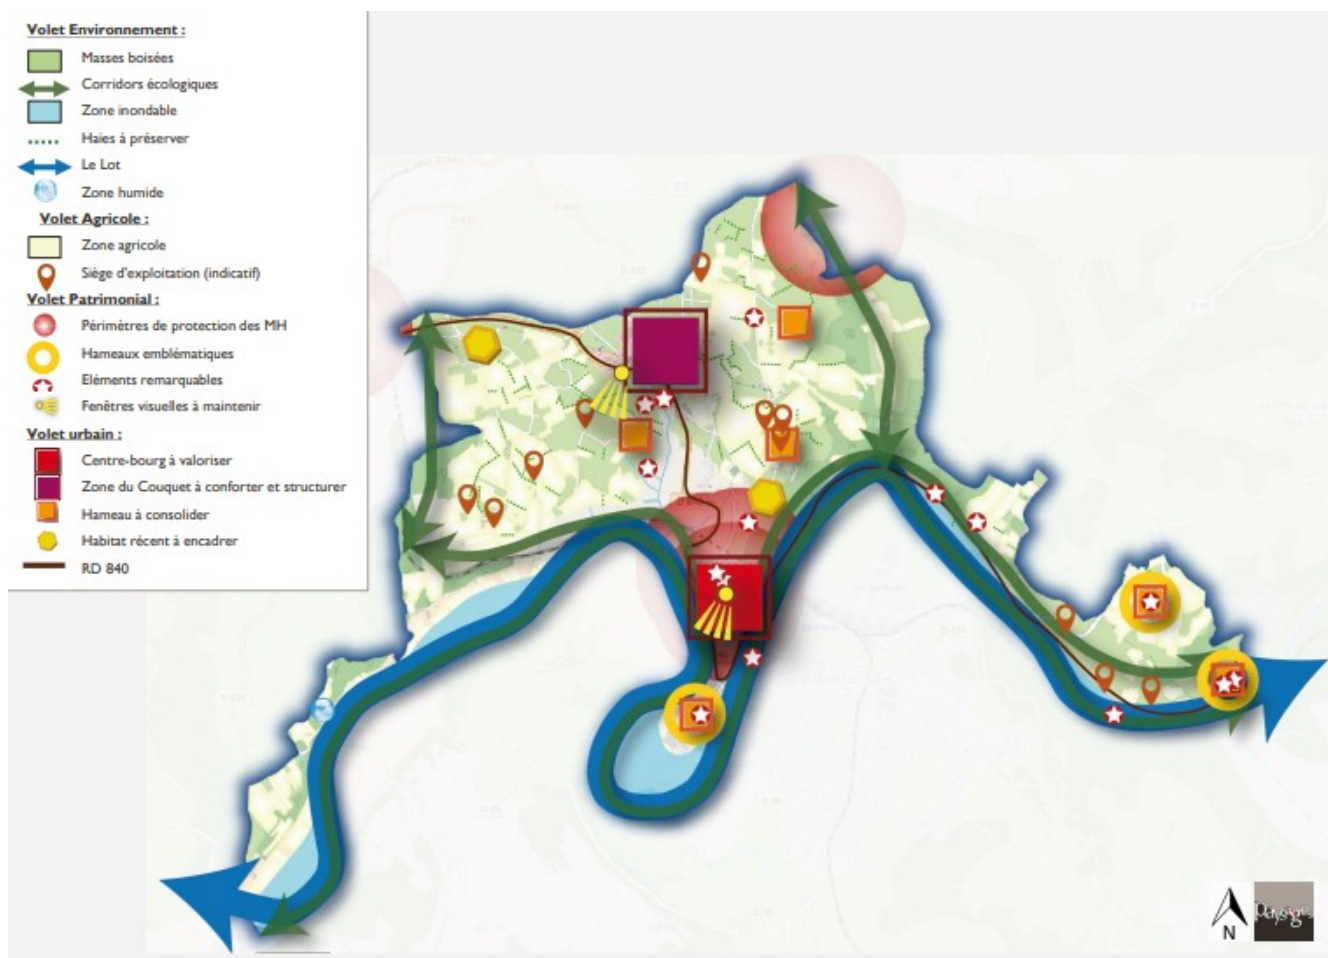 Volet Environnement :
Masses boisées
Corridors écologiques
Zone inondable
Haies à préserver
Le Lot
Zone humide
Volet Agricole :
Zone agricole
Siège d'exploitation (indicatif)
Volet Patrimonial :
Périmètres de protection des MH
Hameaux emblématiques
Eléments remarquables
Fenêtres visuelles à maintenir
Volet urbain :
Centre-bourg à valoriser
Zone du Couquet à conforter et structurer
Hameau à consolider
Habitat récent à encadrer
RD 840
N
Paysages